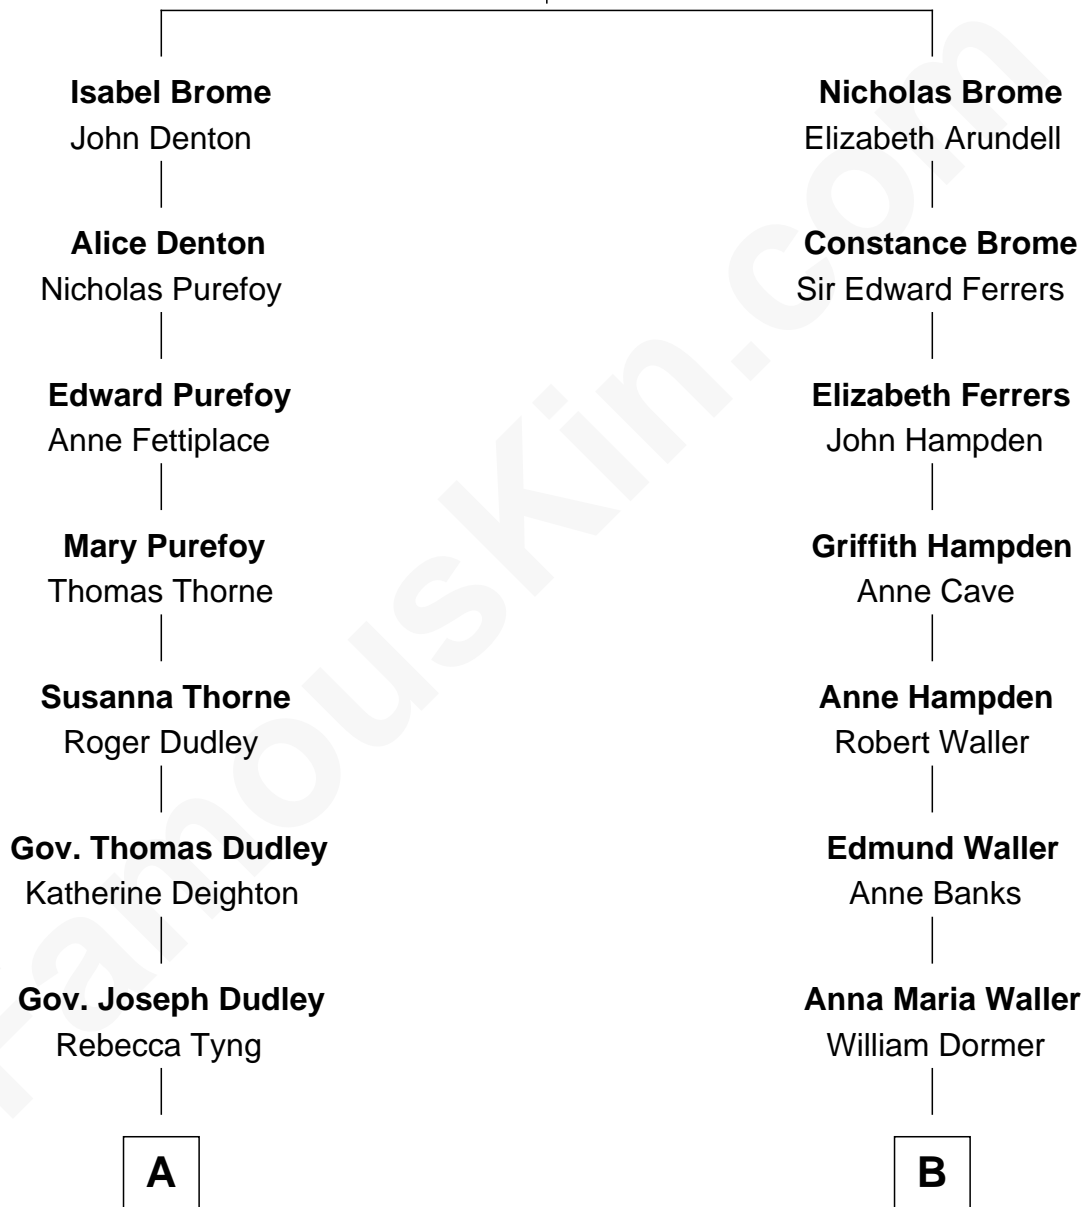 Isabel Brome
John Denton
Nicholas Brome
Elizabeth Arundell
Alice Denton
Nicholas Purefoy
Constance Brome
Sir Edward Ferrers
Edward Purefoy
Anne Fettiplace
Elizabeth Ferrers
John Hampden
Mary Purefoy
Thomas Thorne
Griffith Hampden
Anne Cave
Susanna Thorne
Roger Dudley
Anne Hampden
Robert Waller
Gov. Thomas Dudley
Katherine Deighton
Edmund Waller
Anne Banks
Gov. Joseph Dudley
Rebecca Tyng
Anna Maria Waller
William Dormer
A
B
FamousKin.com